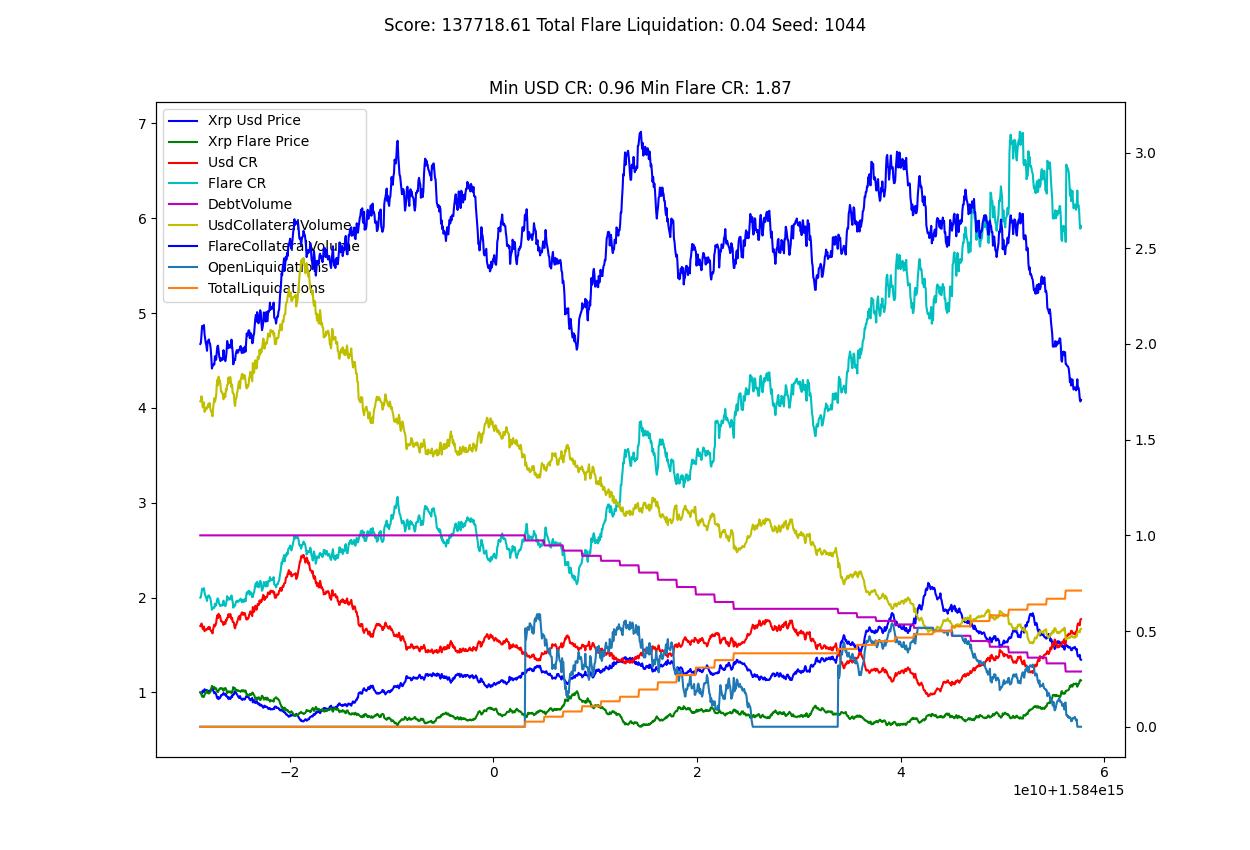 Score: 137718.61 Total Flare Liquidation: 0.04 Seed: 1044
Min USD CR: 0.96 Min Flare CR: 1.87
Xrp Usd Price
Xrp Flare Price
Usd CR
Flare CR
DebtVolume
UsdCollateralVolume
FlareCollateralVolume
OpenLiquidations
TotalLiquidations
7
6
5
4
3
2
1
3.0
2.5
2.0
1.5
1.0
0.5
0.0
−2
0
2
4
6
1e10+1.584e15